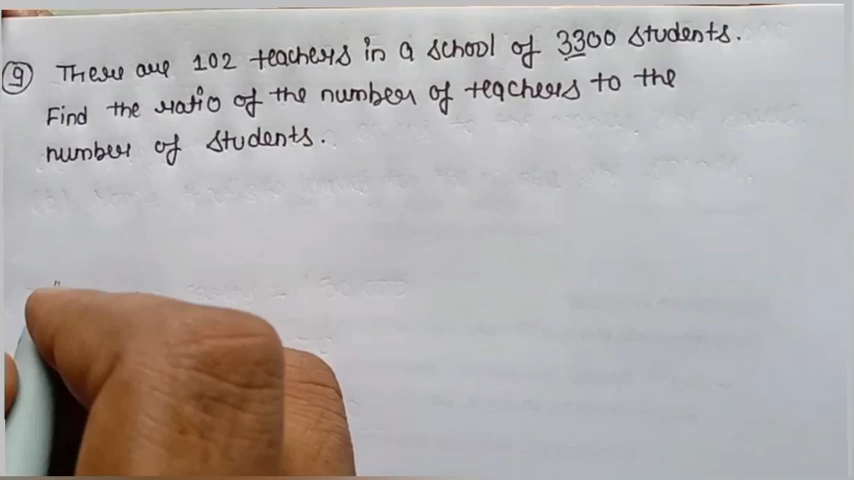 9 There are 102 teachers in a school of 3300 students.
Find the ratio of the number of teachers to the
number of students.